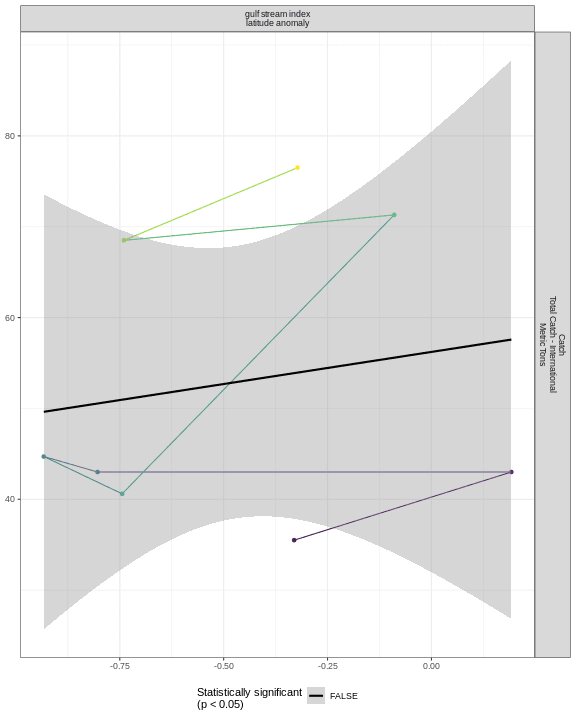 gulf stream index
latitude anomaly
80
60
40
Catch
Total Catch - International
Metric Tons
-0.75
-0.50
-0.25
0.00
Statistically significant
(p < 0.05)
FALSE